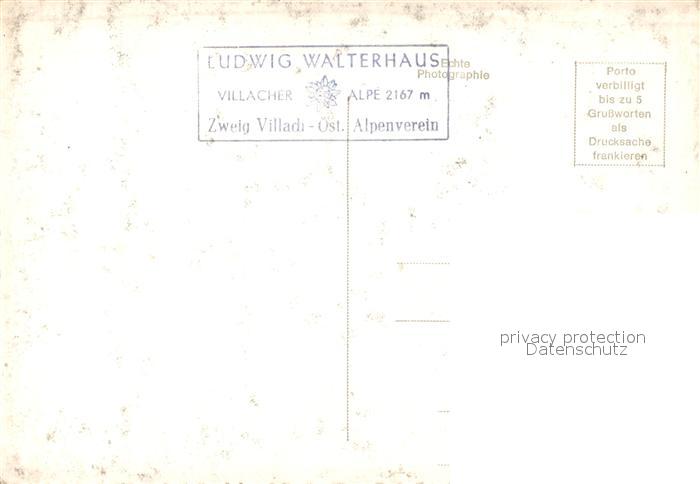 LUDWIG WALTERHAUS
VILLACHER ALPE 2167 m
Zweig Villach - Öst. Alpenverein
Echte
Photographie
Porto
verbilligt
bis zu 5
Grußworten
als
Drucksache
frankieren
privacy protection
Datenschutz